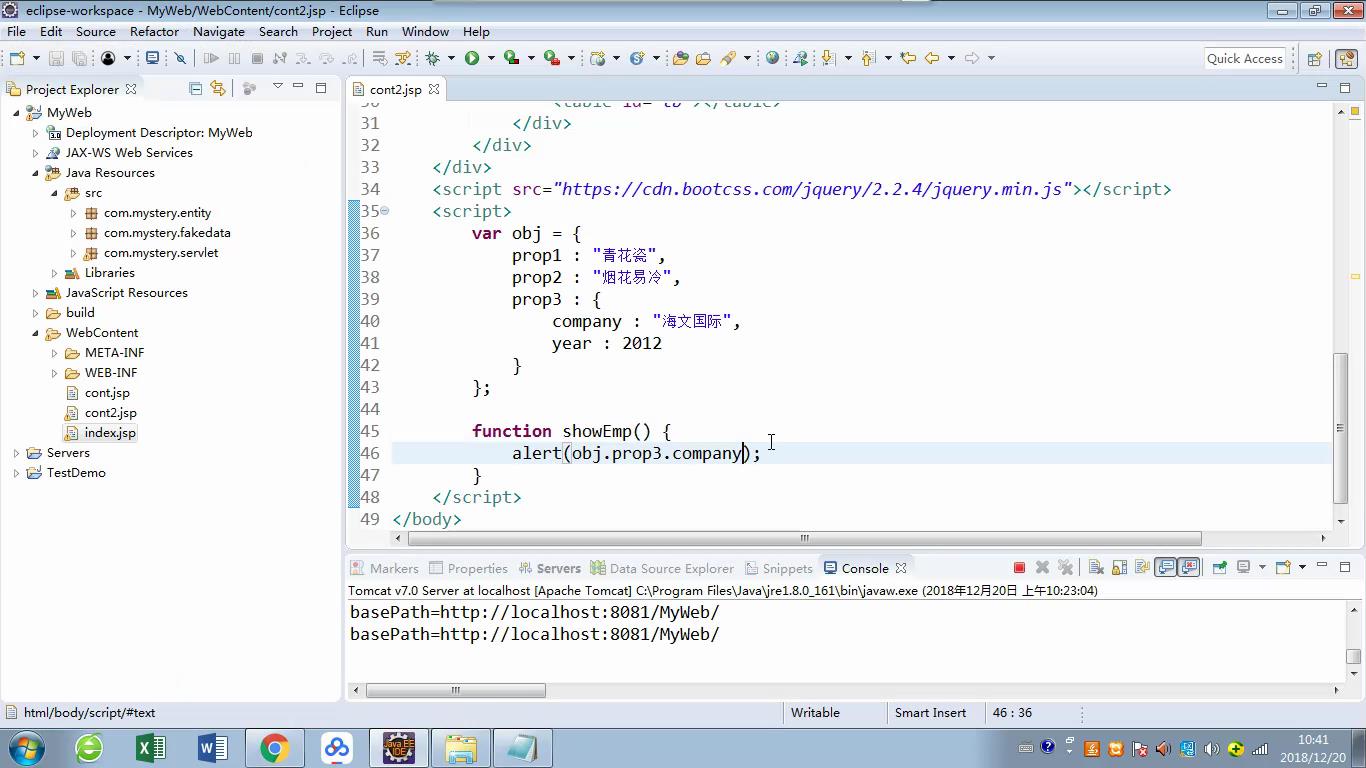 eclipse-workspace - MyWeb/WebContent/cont2.jsp - Eclipse
File Edit Source Refactor Navigate Search Project Run Window Help
Quick Access
Project Explorer
MyWeb
Deployment Descriptor: MyWeb
JAX-WS Web Services
Java Resources
src
com.mystery.entity
com.mystery.fakedata
com.mystery.servlet
Libraries
JavaScript Resources
build
WebContent
META-INF
WEB-INF
cont.jsp
cont2.jsp
index.jsp
Servers
TestDemo
cont2.jsp
30 <table id="tb"></table>
31 </div>
32 </div>
33 </div>
34 <script src="https://cdn.bootcss.com/jquery/2.2.4/jquery.min.js"></script>
35 <script>
36 var obj = {
37 prop1 : "青花瓷",
38 prop2 : "烟花易冷",
39 prop3 : {
40 company : "海文国际",
41 year : 2012
42 }
43 };
44
45 function showEmp() {
46 alert(obj.prop3.company);
47 }
48 </script>
49 </body>
Markers Properties Servers Data Source Explorer Snippets Console
Tomcat v7.0 Server at localhost [Apache Tomcat] C:\Program Files\Java\jre1.8.0_161\bin\javaw.exe (2018年12月20日 上午10:23:04)
basePath=http://localhost:8081/MyWeb/
basePath=http://localhost:8081/MyWeb/
html/body/script/#text Writable Smart Insert 46 : 36
Java EE IDE
10:41
2018/12/20